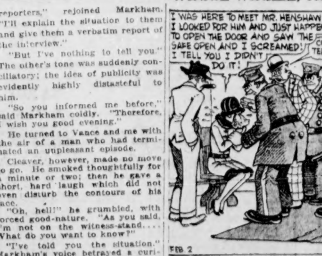 reporters," rejoined Markham.
"I'll explain the situation to them
and give them a verbatim report of
the interview."
"But I've nothing to tell you."
The other's tone was suddenly con-
ciliatory; the idea of publicity was
evidently highly distasteful to
him.
"So you informed me before,"
said Markham coldly. "Therefore,
I wish you good evening."
He turned to Vance and me with
the air of a man who had termi-
nated an unpleasant episode.
Cleaver, however, made no move
to go. He smoked thoughtfully for
a minute or two; then he gave a
short, hard laugh which did not
even disturb the contours of his
face.
"Oh, hell!" he grumbled, with
forced good-nature. "As you said,
I'm not on the witness-stand....
What do you want to know?"
"I've told you the situation."
Markham's voice betrayed a curi-
I WAS HERE TO MEET MR. HENSHAW
I LOOKED FOR HIM AND JUST HAPPE
TO OPEN THE DOOR AND SAW THE
SAFE OPEN AND I SCREAMED!
I TELL YOU I DIDN'T
DO IT!
FEB. 2